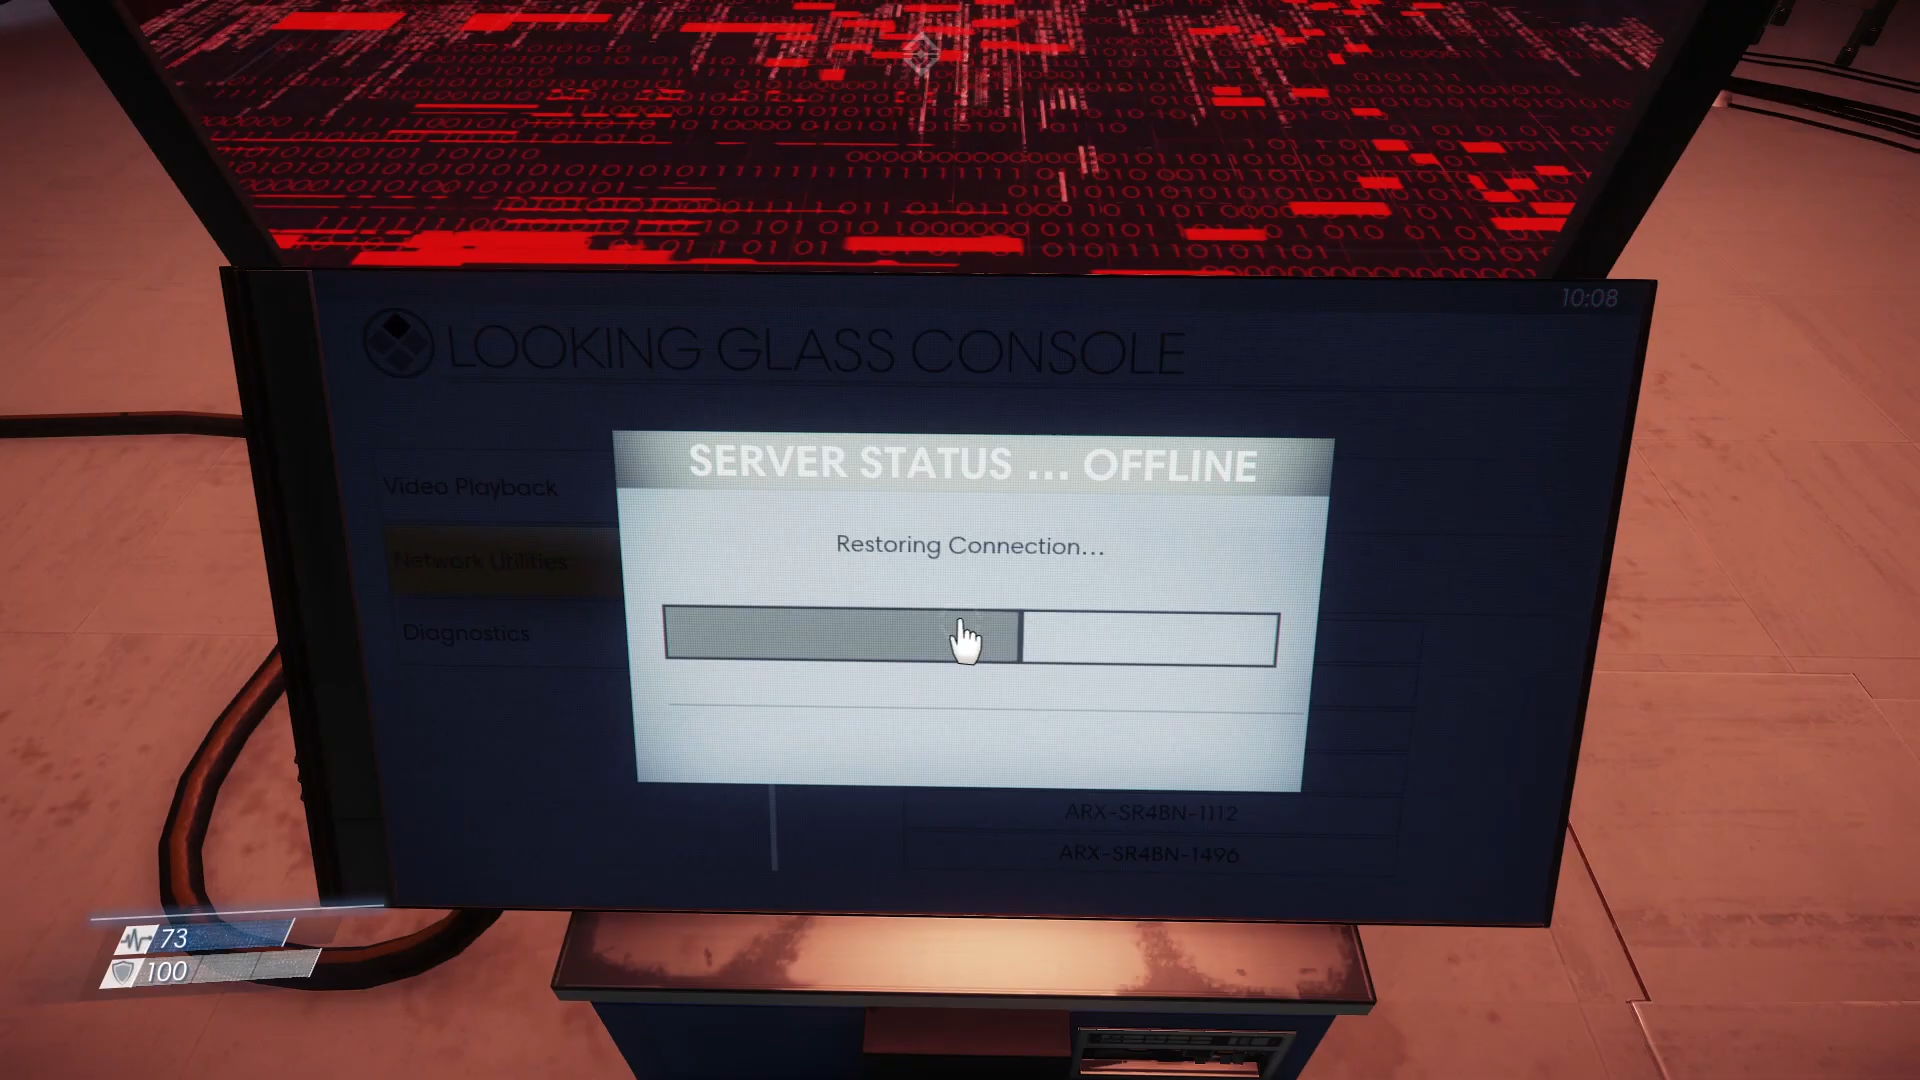 10:08
LOOKING GLASS CONSOLE
SERVER STATUS ... OFFLINE
Video Playback
Restoring Connection...
Network Utilities
Diagnostics
ARX-SR4BN-1112
ARX-SR4BN-1496
73
100